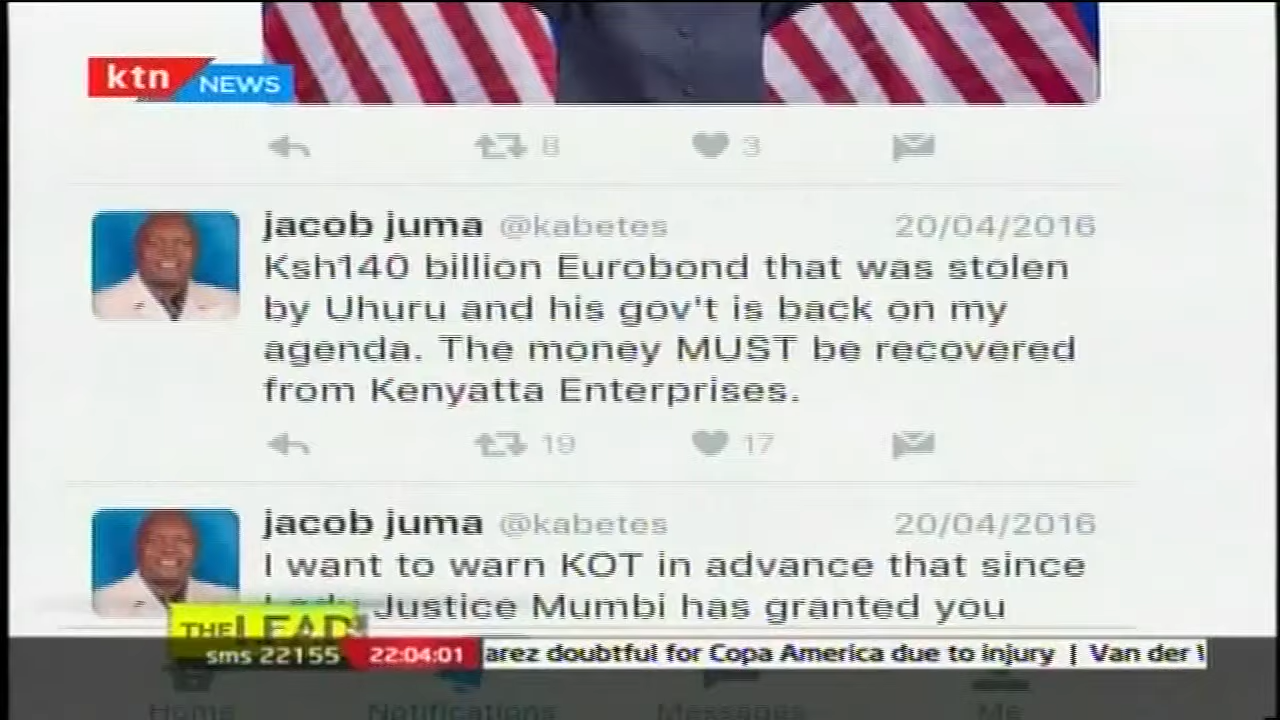 ktn NEWS
8 3
jacob juma @kabetes 20/04/2016
Ksh140 billion Eurobond that was stolen
by Uhuru and his gov't is back on my
agenda. The money MUST be recovered
from Kenyatta Enterprises.
19 17
jacob juma @kabetes 20/04/2016
I want to warn KOT in advance that since
Lady Justice Mumbi has granted you
THE LEAD
sms 22155 22:04:01 arez doubtful for Copa America due to injury | Van der
Home Notifications Messages Me